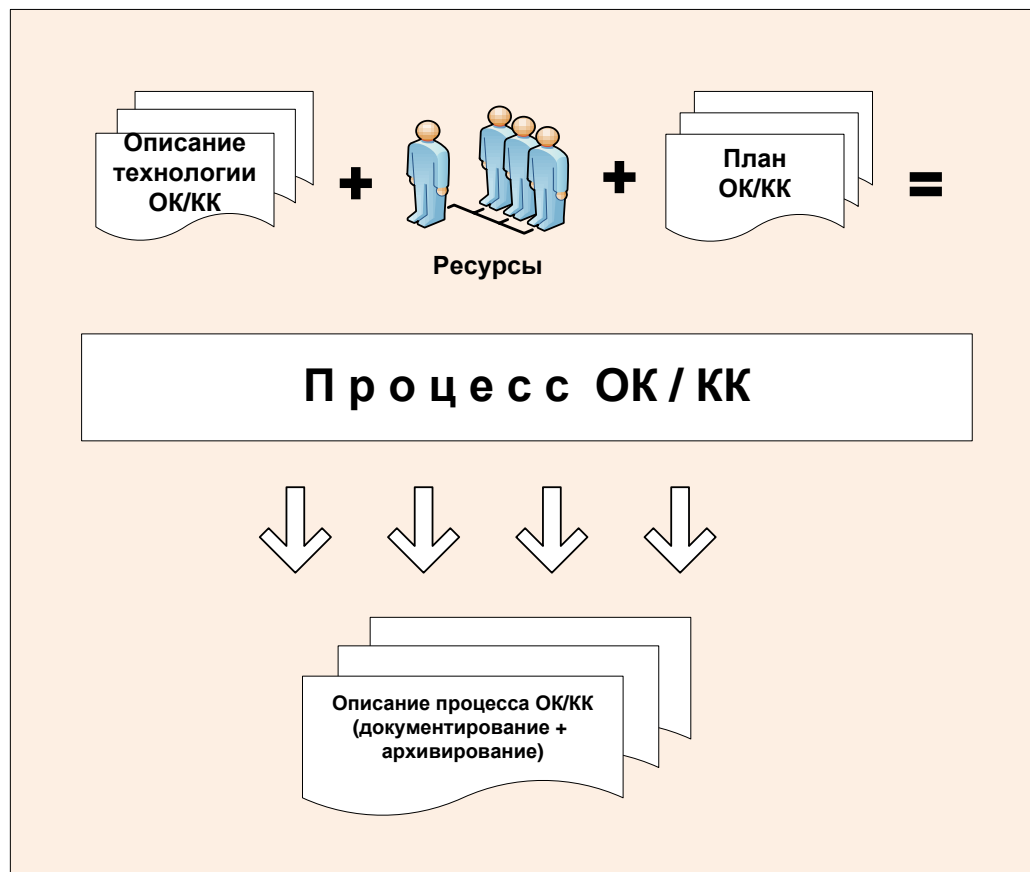 Описание
технологии
ОК/КК
+
Ресурсы
+
План
ОК/КК
=
П р о ц е с с ОК / КК
Описание процесса ОК/КК
(документирование +
архивирование)